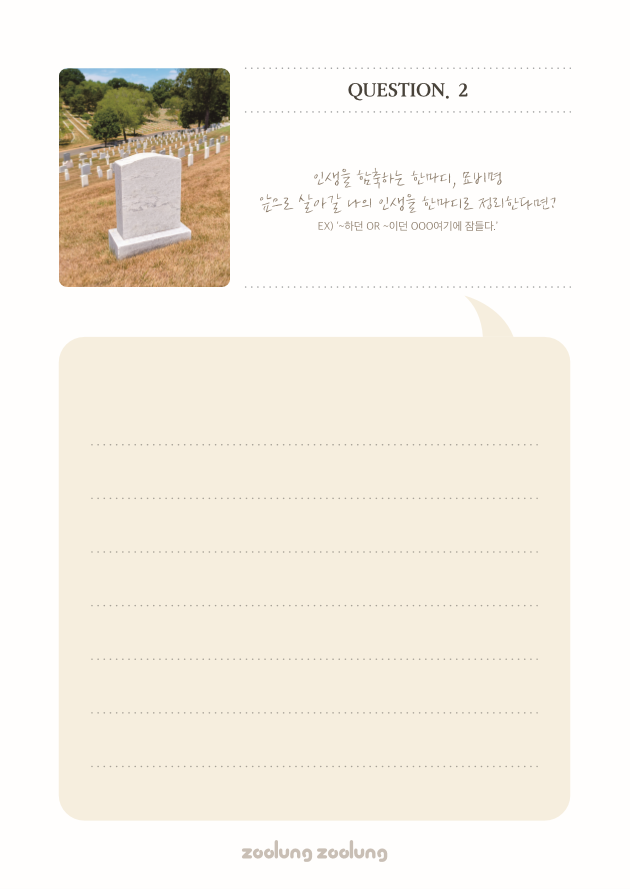 QUESTION. 2
인생을 함축하는 한마디, 묘비명
앞으로 살아갈 나의 인생을 한마디로 정리한다면?
EX) '~하던 OR ~이던 OOO여기에 잠들다.'
zoolung zoolung